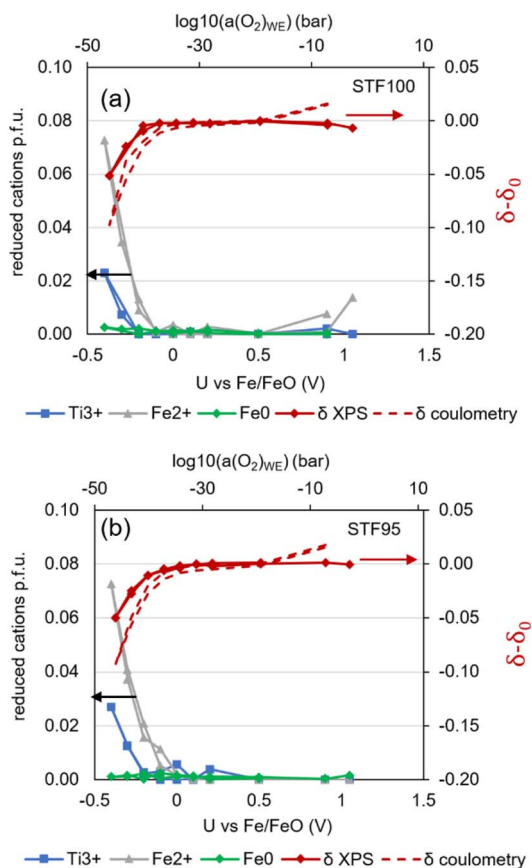 log10(a(O2)WE) (bar)
-47 -29 -10 10
0.10 (a) STF100 0.05
0.08 0.00
0.06 -0.05
0.04 -0.10
0.02 -0.15
0.00 -0.20
reduced cations p.f.u.
δ-δ0
-0.5 0 0.5 1 1.5
U vs Fe/FeO (V)
Ti3+ Fe2+ Fe0 δ XPS δ coulometry
log10(a(O2)WE) (bar)
-47 -29 -10 10
0.10 (b) STF95 0.05
0.08 0.00
0.06 -0.05
0.04 -0.10
0.02 -0.15
0.00 -0.20
reduced cations p.f.u.
δ-δ0
-0.5 0 0.5 1 1.5
U vs Fe/FeO (V)
Ti3+ Fe2+ Fe0 δ XPS δ coulometry